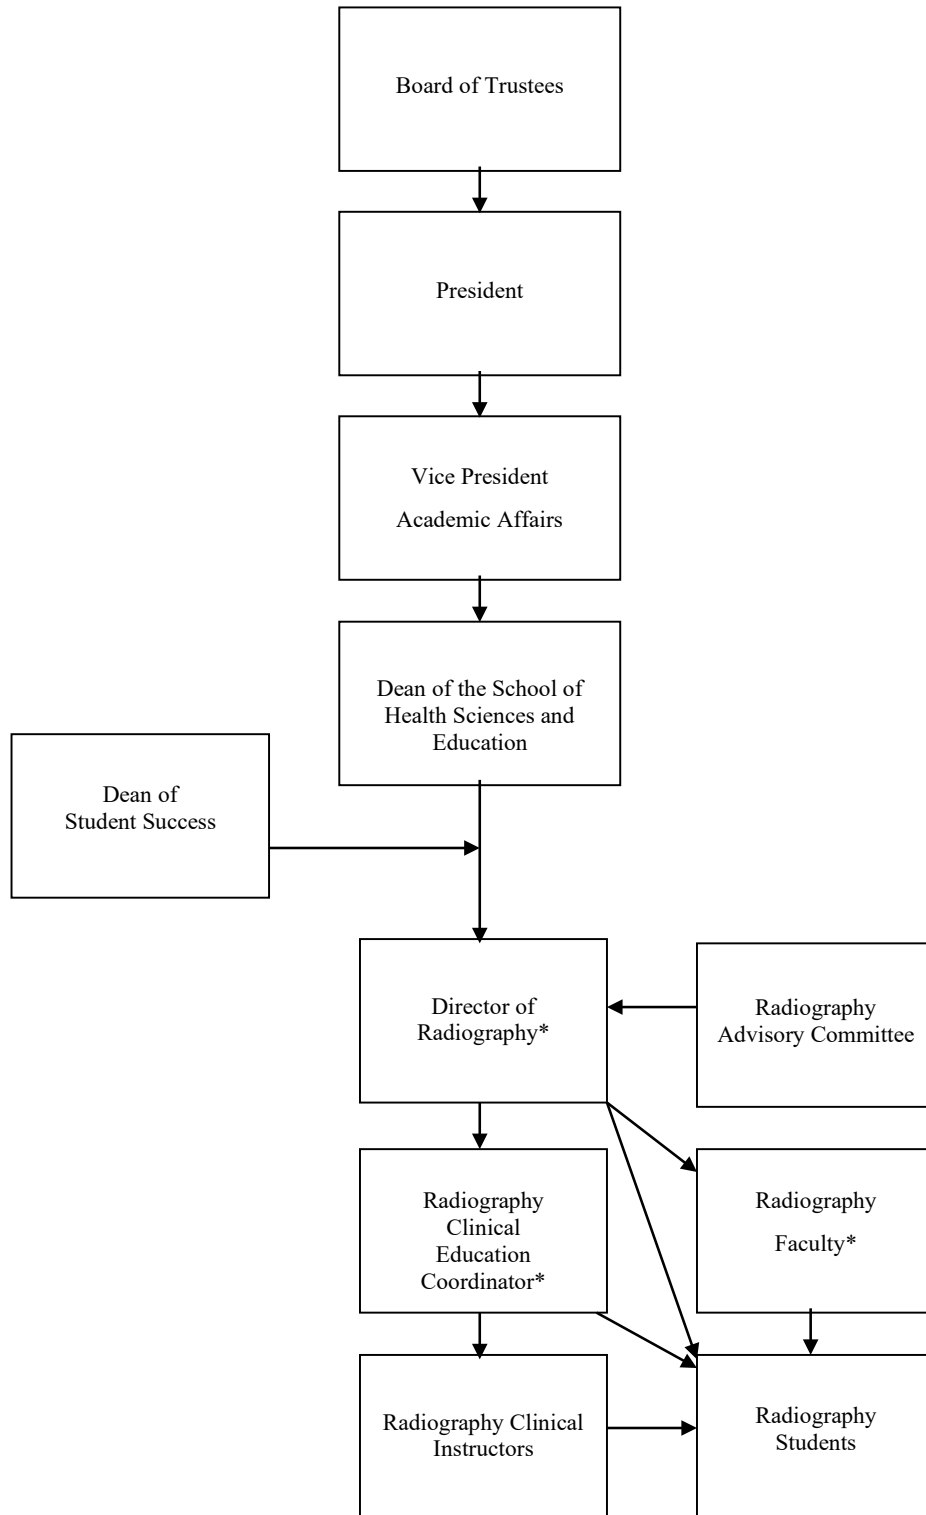 Board of Trustees
President
Vice President
Academic Affairs
Dean of the School of
Health Sciences and
Education
Dean of
Student Success
Director of
Radiography*
Radiography
Advisory Committee
Radiography
Clinical
Education
Coordinator*
Radiography
Faculty*
Radiography Clinical
Instructors
Radiography
Students